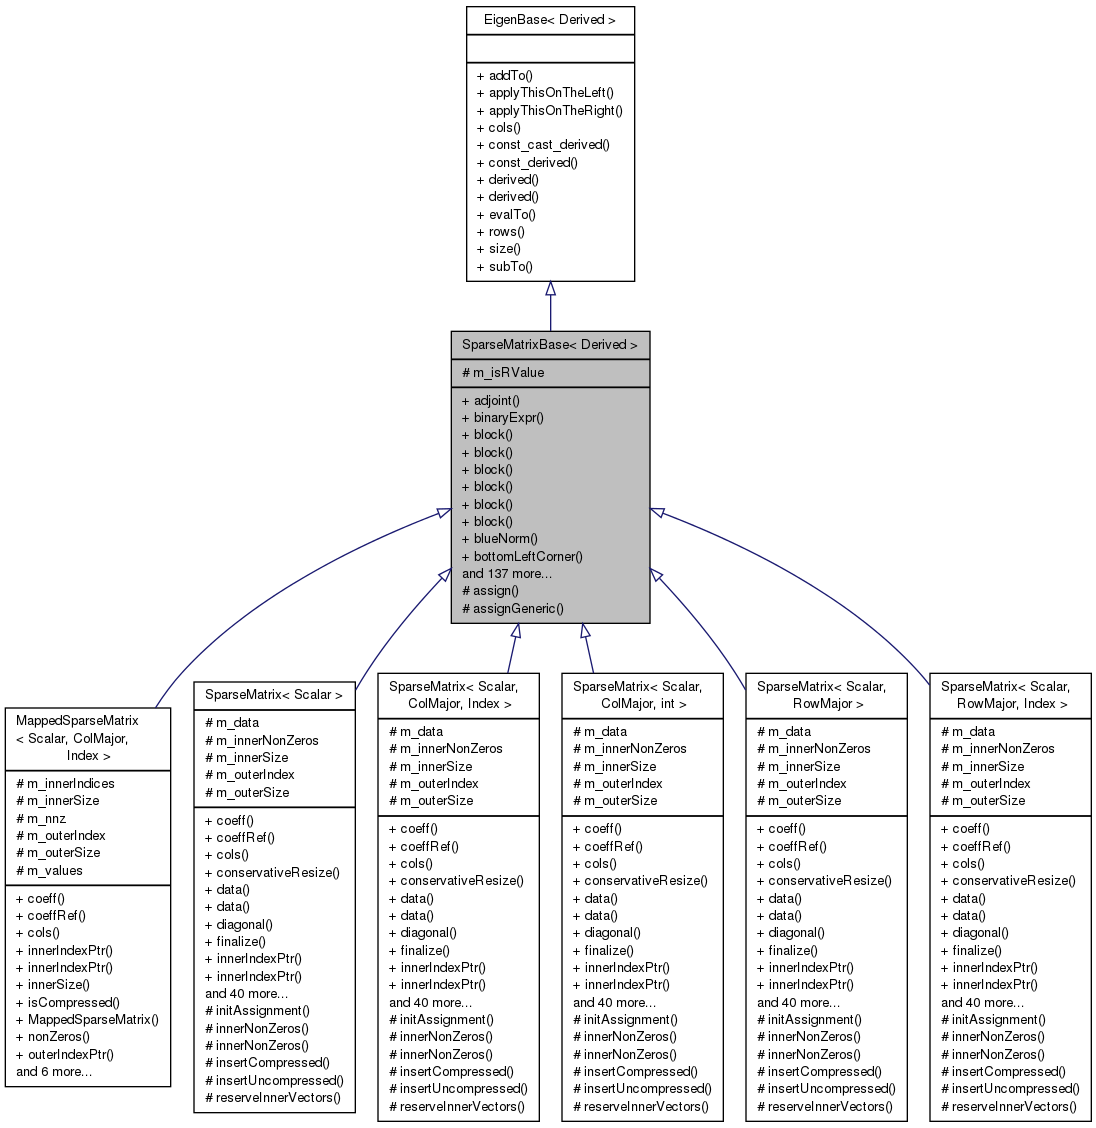 EigenBase< Derived >
+ addTo()
+ applyThisOnTheLeft()
+ applyThisOnTheRight()
+ cols()
+ const_cast_derived()
+ const_derived()
+ derived()
+ derived()
+ evalTo()
+ rows()
+ size()
+ subTo()
SparseMatrixBase< Derived >
# m_isRValue
+ adjoint()
+ binaryExpr()
+ block()
+ block()
+ block()
+ block()
+ block()
+ block()
+ blueNorm()
+ bottomLeftCorner()
and 137 more...
# assign()
# assignGeneric()
MappedSparseMatrix
< Scalar, ColMajor,
Index >
# m_innerIndices
# m_innerSize
# m_nnz
# m_outerIndex
# m_outerSize
# m_values
+ coeff()
+ coeffRef()
+ cols()
+ innerIndexPtr()
+ innerIndexPtr()
+ innerSize()
+ isCompressed()
+ MappedSparseMatrix()
+ nonZeros()
+ outerIndexPtr()
and 6 more...
SparseMatrix< Scalar >
# m_data
# m_innerNonZeros
# m_innerSize
# m_outerIndex
# m_outerSize
+ coeff()
+ coeffRef()
+ cols()
+ conservativeResize()
+ data()
+ data()
+ diagonal()
+ finalize()
+ innerIndexPtr()
+ innerIndexPtr()
and 40 more...
# initAssignment()
# innerNonZeros()
# innerNonZeros()
# insertCompressed()
# insertUncompressed()
# reserveInnerVectors()
SparseMatrix< Scalar,
ColMajor, Index >
# m_data
# m_innerNonZeros
# m_innerSize
# m_outerIndex
# m_outerSize
+ coeff()
+ coeffRef()
+ cols()
+ conservativeResize()
+ data()
+ data()
+ diagonal()
+ finalize()
+ innerIndexPtr()
+ innerIndexPtr()
and 40 more...
# initAssignment()
# innerNonZeros()
# innerNonZeros()
# insertCompressed()
# insertUncompressed()
# reserveInnerVectors()
SparseMatrix< Scalar,
ColMajor, int >
# m_data
# m_innerNonZeros
# m_innerSize
# m_outerIndex
# m_outerSize
+ coeff()
+ coeffRef()
+ cols()
+ conservativeResize()
+ data()
+ data()
+ diagonal()
+ finalize()
+ innerIndexPtr()
+ innerIndexPtr()
and 40 more...
# initAssignment()
# innerNonZeros()
# innerNonZeros()
# insertCompressed()
# insertUncompressed()
# reserveInnerVectors()
SparseMatrix< Scalar,
RowMajor >
# m_data
# m_innerNonZeros
# m_innerSize
# m_outerIndex
# m_outerSize
+ coeff()
+ coeffRef()
+ cols()
+ conservativeResize()
+ data()
+ data()
+ diagonal()
+ finalize()
+ innerIndexPtr()
+ innerIndexPtr()
and 40 more...
# initAssignment()
# innerNonZeros()
# innerNonZeros()
# insertCompressed()
# insertUncompressed()
# reserveInnerVectors()
SparseMatrix< Scalar,
RowMajor, Index >
# m_data
# m_innerNonZeros
# m_innerSize
# m_outerIndex
# m_outerSize
+ coeff()
+ coeffRef()
+ cols()
+ conservativeResize()
+ data()
+ data()
+ diagonal()
+ finalize()
+ innerIndexPtr()
+ innerIndexPtr()
and 40 more...
# initAssignment()
# innerNonZeros()
# innerNonZeros()
# insertCompressed()
# insertUncompressed()
# reserveInnerVectors()